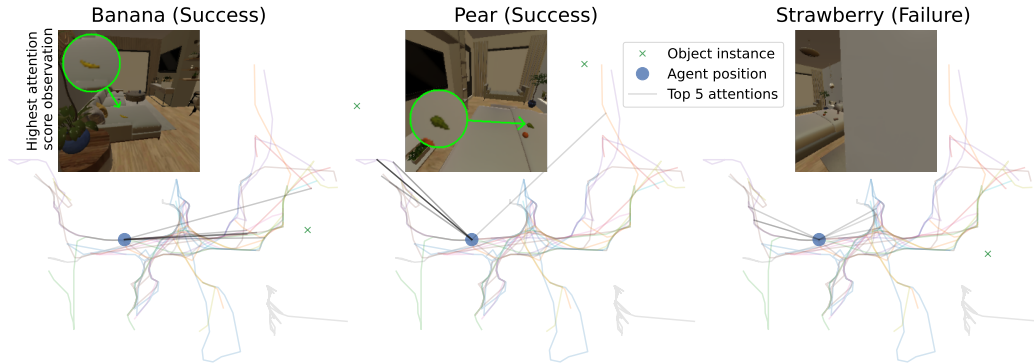 Banana (Success)
Pear (Success)
Strawberry (Failure)
Highest attention
score observation
Object instance
Agent position
Top 5 attentions